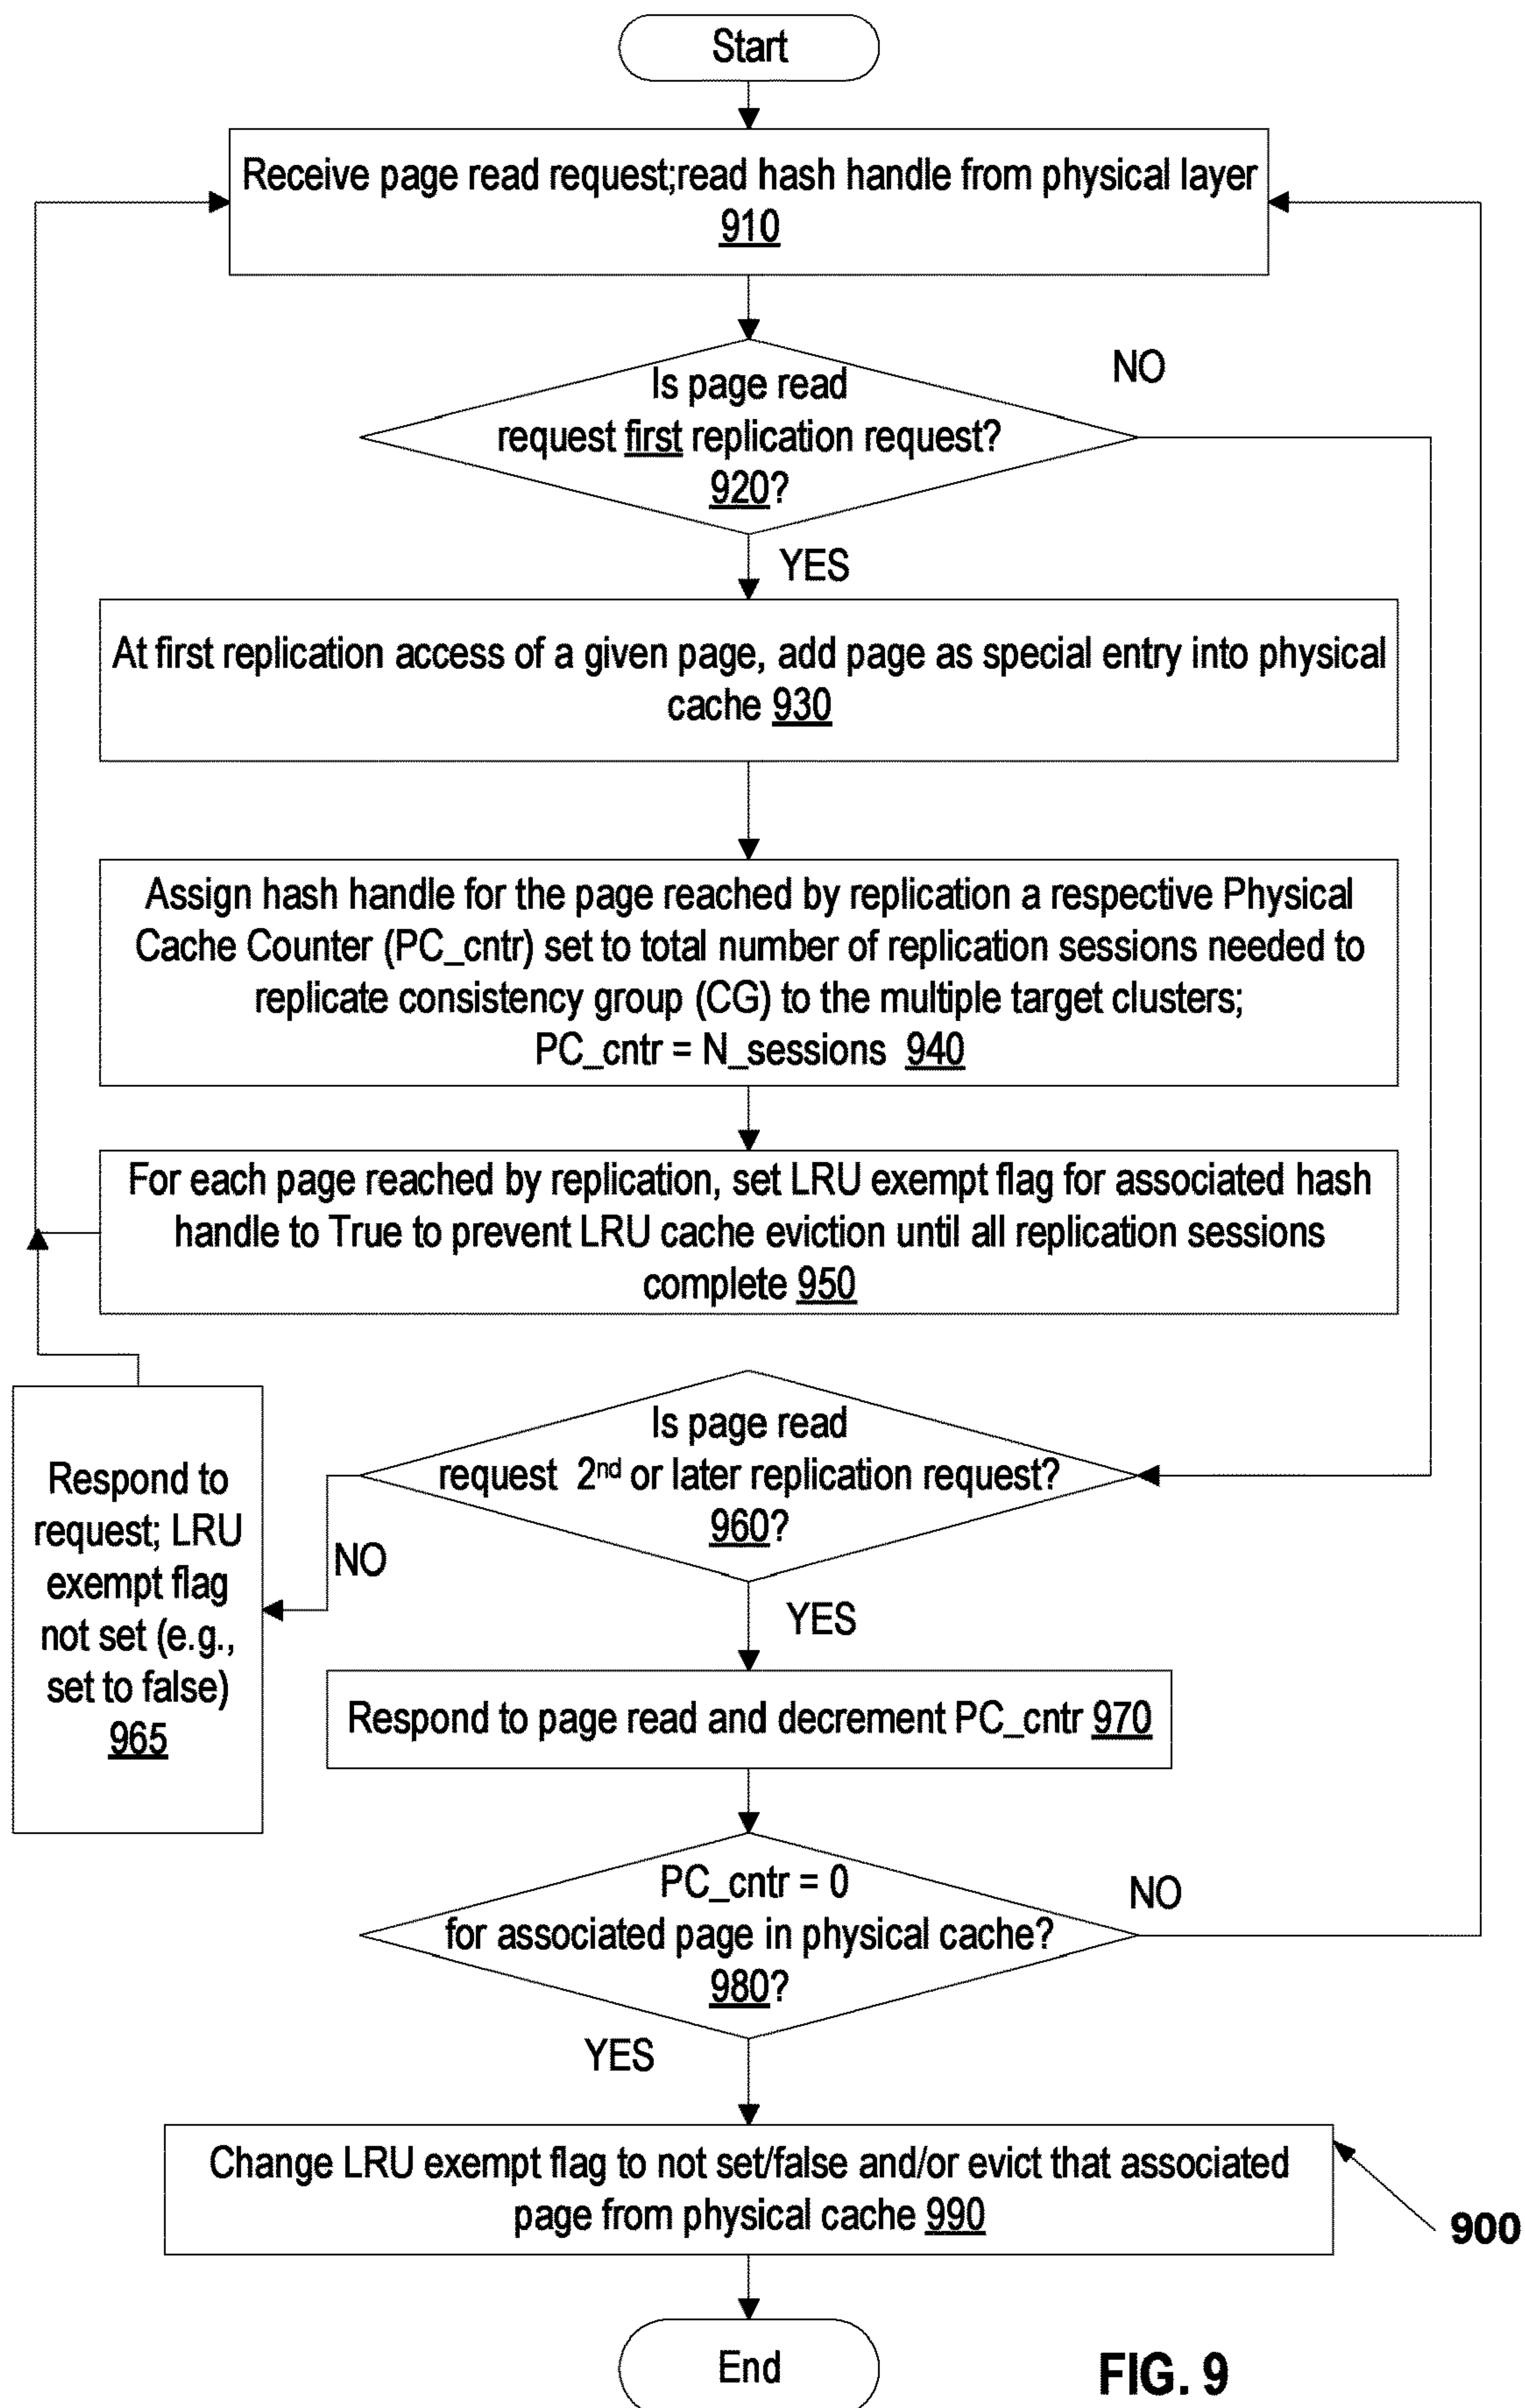 Start
Receive page read request;read hash handle from physical layer
910
Is page read
request first replication request?
920?
NO
YES
At first replication access of a given page, add page as special entry into physical
cache 930
Assign hash handle for the page reached by replication a respective Physical
Cache Counter (PC_cntr) set to total number of replication sessions needed to
replicate consistency group (CG) to the multiple target clusters;
PC_cntr = N_sessions 940
For each page reached by replication, set LRU exempt flag for associated hash
handle to True to prevent LRU cache eviction until all replication sessions
complete 950
Is page read
request 2nd or later replication request?
960?
NO
YES
Respond to
request; LRU
exempt flag
not set (e.g.,
set to false)
965
Respond to page read and decrement PC_cntr 970
PC_cntr = 0
for associated page in physical cache?
980?
NO
YES
Change LRU exempt flag to not set/false and/or evict that associated
page from physical cache 990
900
End
FIG. 9